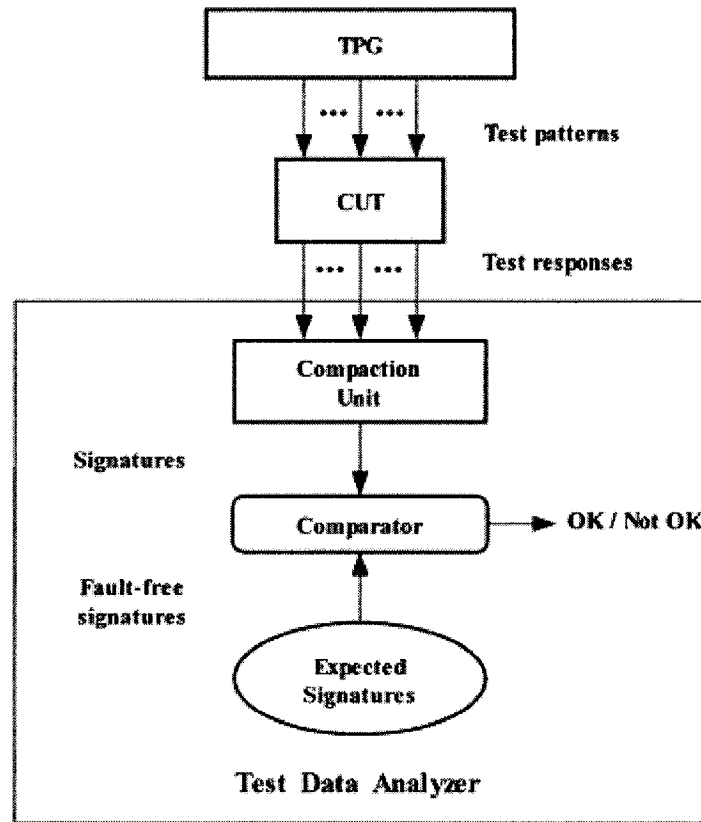 TPG
... ...
Test patterns
CUT
... ...
Test responses
Compaction
Unit
Signatures
Comparator
OK / Not OK
Fault-free
signatures
Expected
Signatures
Test Data Analyzer